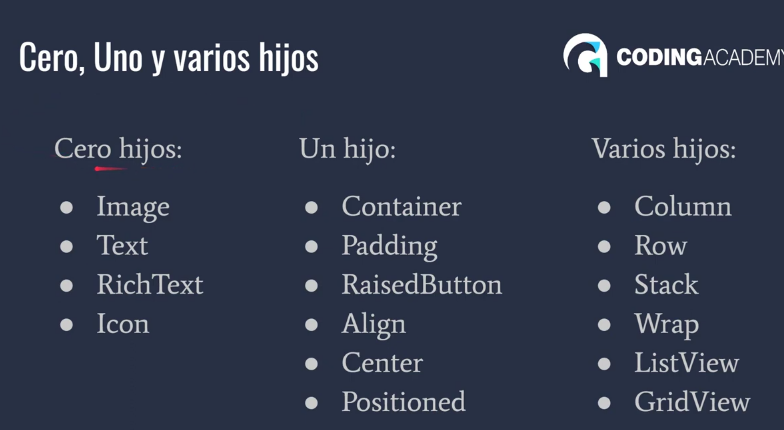 Cero, Uno y varios hijos
CODINGACADEMY
Cero hijos:
● Image
● Text
● RichText
● Icon
Un hijo:
● Container
● Padding
● RaisedButton
● Align
● Center
● Positioned
Varios hijos:
● Column
● Row
● Stack
● Wrap
● ListView
● GridView